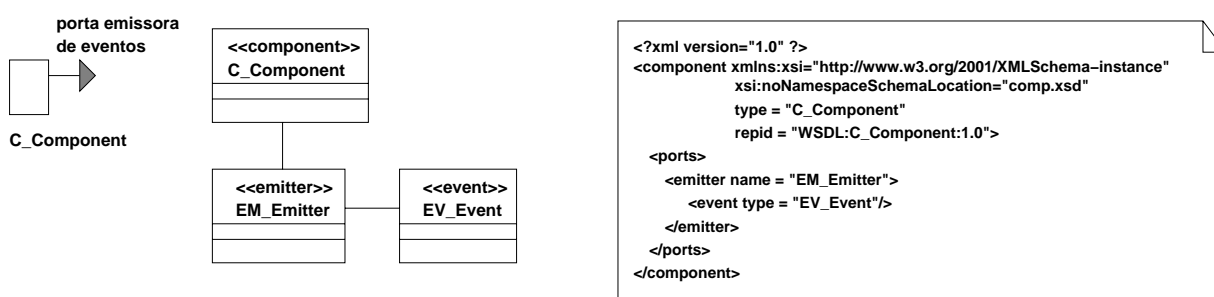 porta emissora
de eventos
C_Component
<<component>>
C_Component
<<emitter>>
EM_Emitter
<<event>>
EV_Event
<?xml version="1.0" ?>
<component xmlns:xsi="http://www.w3.org/2001/XMLSchema−instance"
xsi:noNamespaceSchemaLocation="comp.xsd"
type = "C_Component"
repid = "WSDL:C_Component:1.0">
<ports>
<emitter name = "EM_Emitter">
<event type = "EV_Event"/>
</emitter>
</ports>
</component>